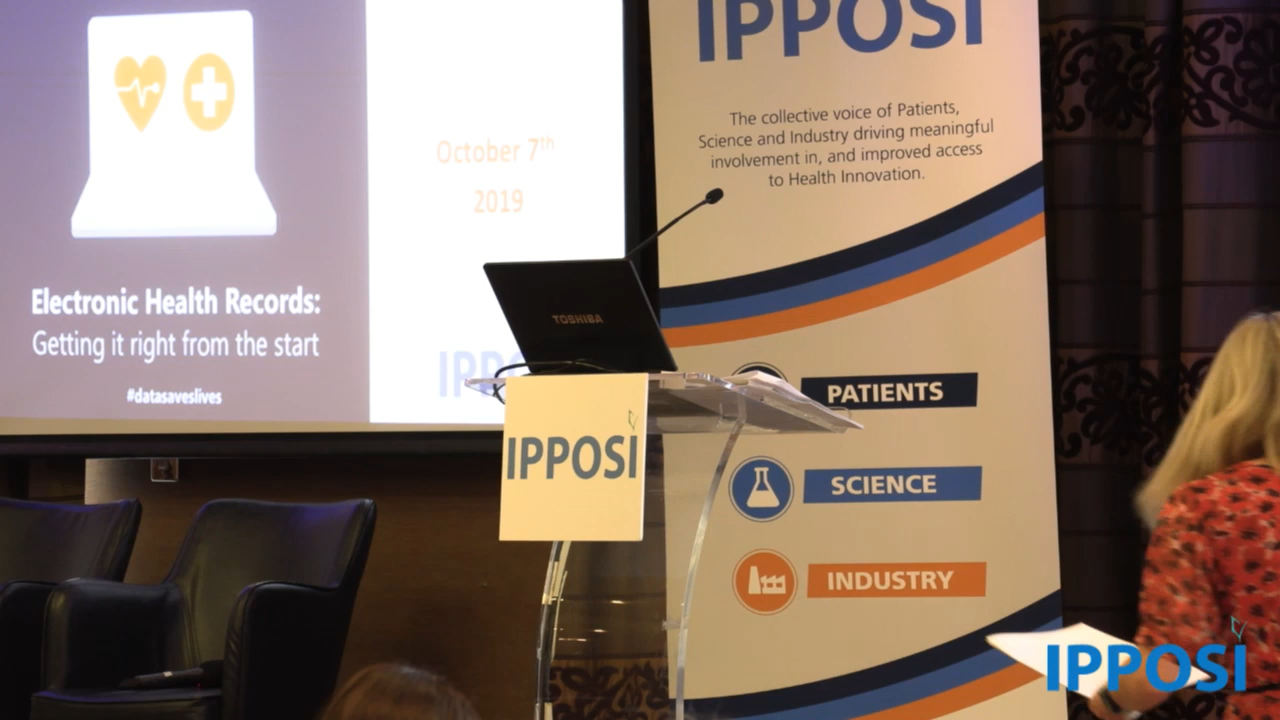 Electronic Health Records:
Getting it right from the start
#datasaveslives
October 7th
2019
IPPOSI
The collective voice of Patients,
Science and Industry driving meaningful
involvement in, and improved access
to Health Innovation.
PATIENTS
SCIENCE
INDUSTRY
TOSHIBA
IPPOSI
IPPOSI